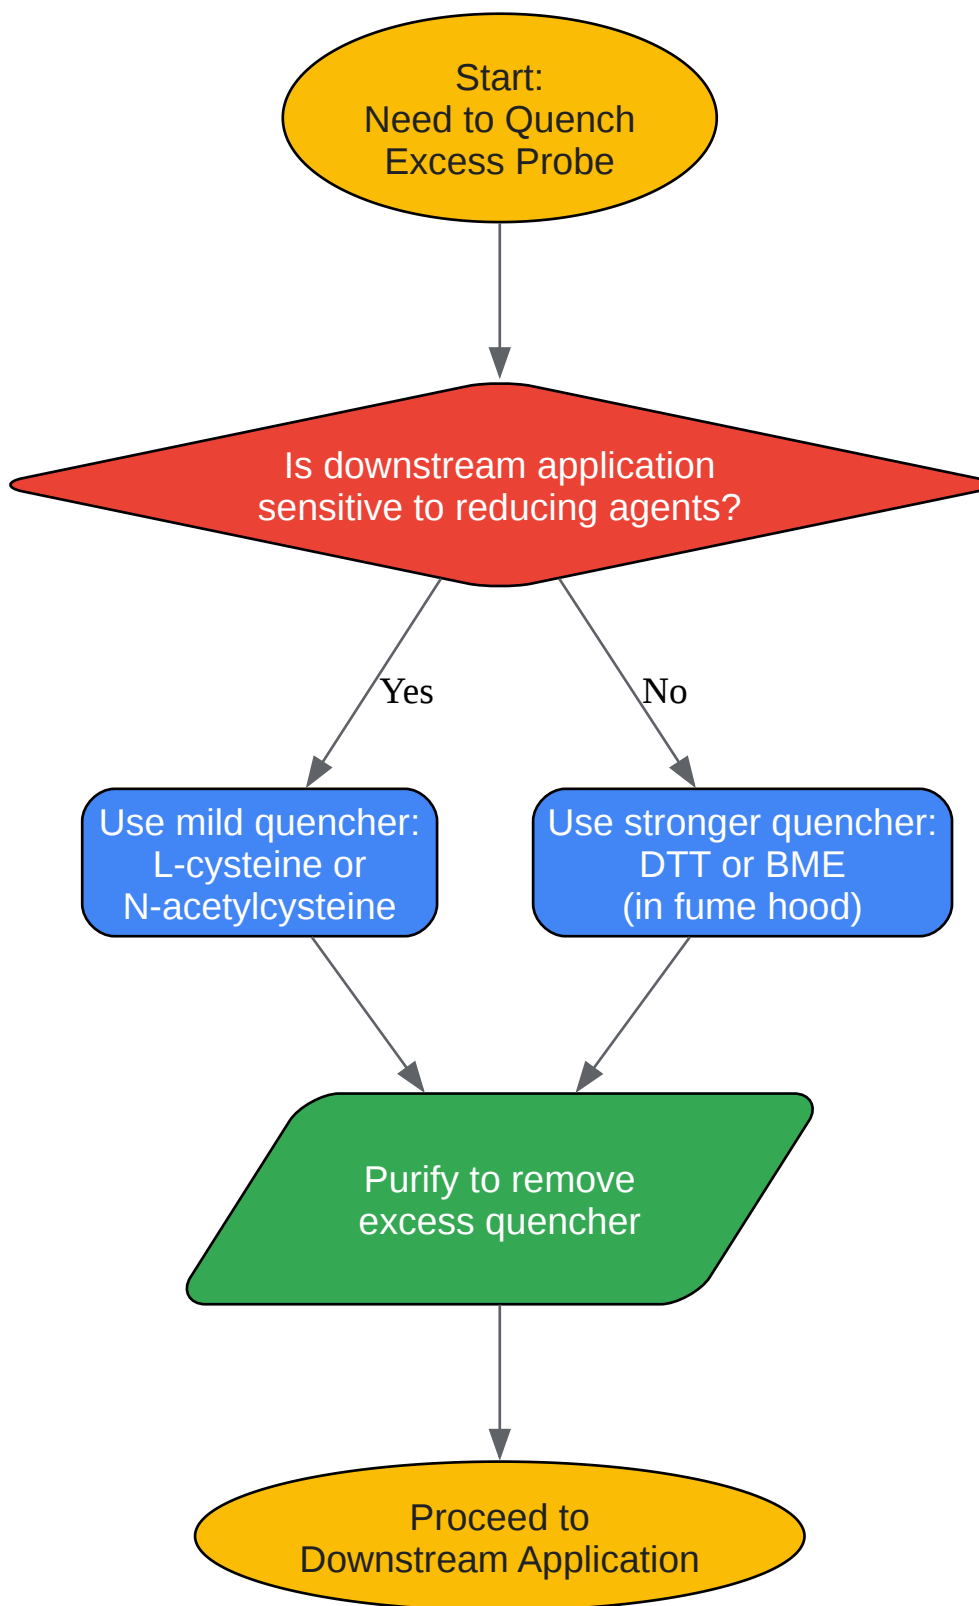 Start:
Need to Quench
Excess Probe
Is downstream application
sensitive to reducing agents?
Yes
No
Use mild quencher:
L-cysteine or
N-acetylcysteine
Use stronger quencher:
DTT or BME
(in fume hood)
Purify to remove
excess quencher
Proceed to
Downstream Application